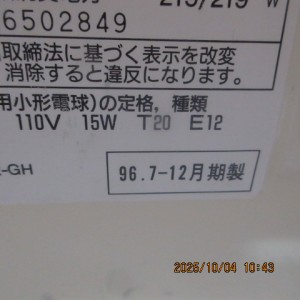 215/219 W
6502849
取締法に基づく表示を改変
消除すると違反になります
用小形電球)の定格,種類
110V 15W T20 E12
-GH
96.7-12月期製
2025/10/04 10:43